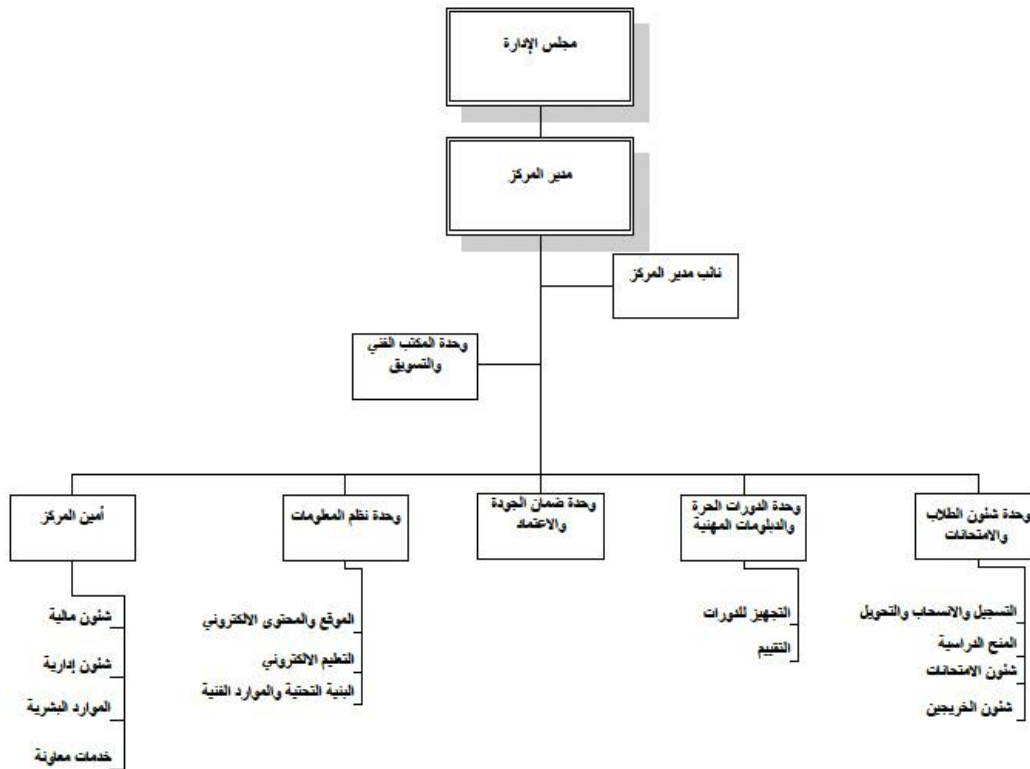 مجلس الإدارة
مدير المركز
نائب مدير المركز
وحدة المكتب الفني
والتسويق
وحدة شئون الطلاب
والامتحانات
وحدة الدورات الحرة
والدبلومات المهنية
وحدة ضمان الجودة
والاعتماد
وحدة نظم المعلومات
أمين المركز
التسجيل والانسحاب والتحويل
المنح الدراسية
شئون الامتحانات
شئون الخريجين
التجهيز للدورات
التقييم
الموقع والمحتوى الالكتروني
التعليم الالكتروني
البنية التحتية والموارد الفنية
شئون مالية
شئون إدارية
الموارد البشرية
خدمات معاونة